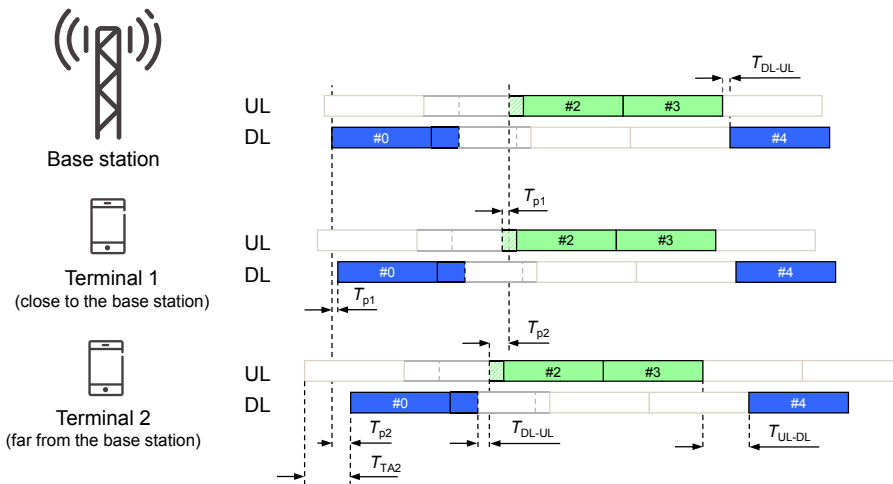 T_DL-UL
UL #2 #3
DL #0 #4
Base station
T_p1
UL #2 #3
DL #0 #4
Terminal 1
(close to the base station)
T_p1
T_p2
UL #2 #3
DL #0 #4
Terminal 2
(far from the base station)
T_p2 T_DL-UL T_UL-DL
T_TA2